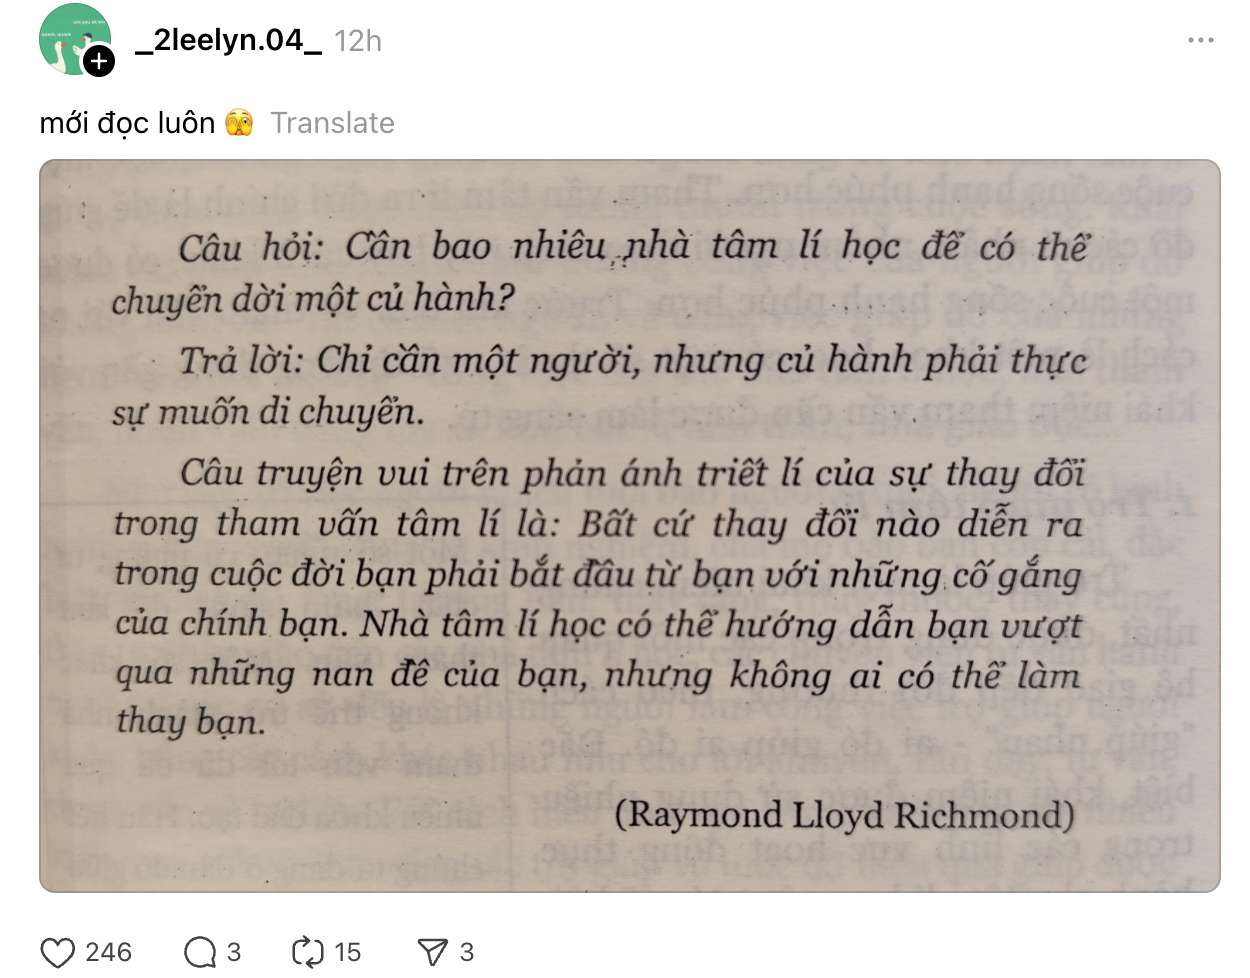 _2leelyn.04_ 12h
mới đọc luôn 🫣 Translate
Câu hỏi: Cần bao nhiêu nhà tâm lí học để có thể
chuyển dời một củ hành?
Trả lời: Chỉ cần một người, nhưng củ hành phải thực
sự muốn di chuyển.
Câu truyện vui trên phản ánh triết lí của sự thay đổi
trong tham vấn tâm lí là: Bất cứ thay đổi nào diễn ra
trong cuộc đời bạn phải bắt đầu từ bạn với những cố gắng
của chính bạn. Nhà tâm lí học có thể hướng dẫn bạn vượt
qua những nan đề của bạn, nhưng không ai có thể làm
thay bạn.
(Raymond Lloyd Richmond)
246 3 15 3